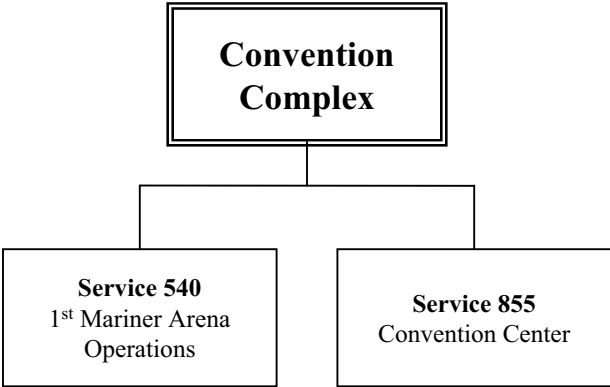 Convention
Complex
Service 540
1st Mariner Arena
Operations
Service 855
Convention Center